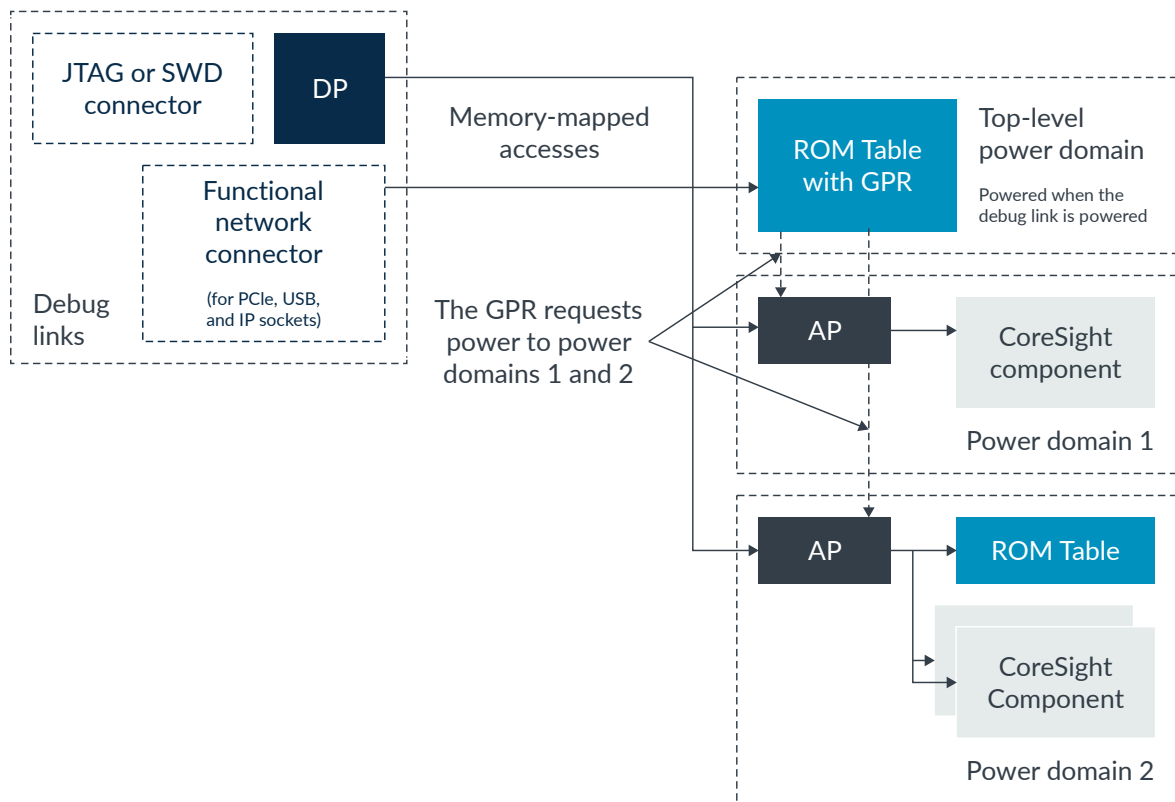 JTAG or SWD
connector
DP
Functional
network
connector
(for PCIe, USB,
and IP sockets)
Debug
links
Memory-mapped
accesses
The GPR requests
power to power
domains 1 and 2
ROM Table
with GPR
Top-level
power domain
Powered when the
debug link is powered
AP
CoreSight
component
Power domain 1
AP
ROM Table
CoreSight
Component
Power domain 2